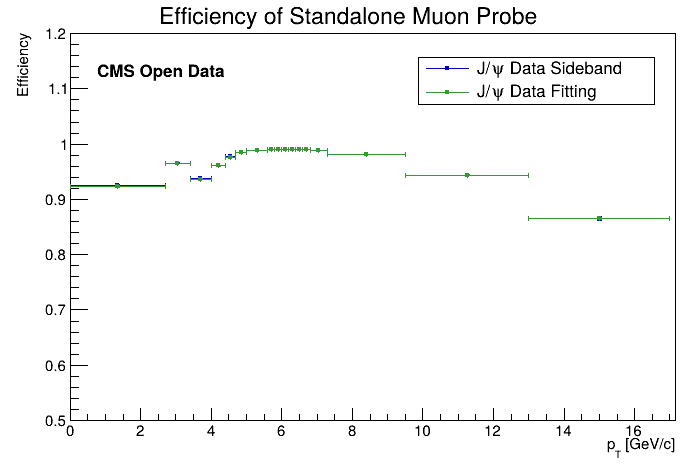 Efficiency of Standalone Muon Probe
Efficiency
1.2
1.1
1
0.9
0.8
0.7
0.6
0.5
CMS Open Data
J/ψ Data Sideband
J/ψ Data Fitting
0 2 4 6 8 10 12 14 16
p_T [GeV/c]